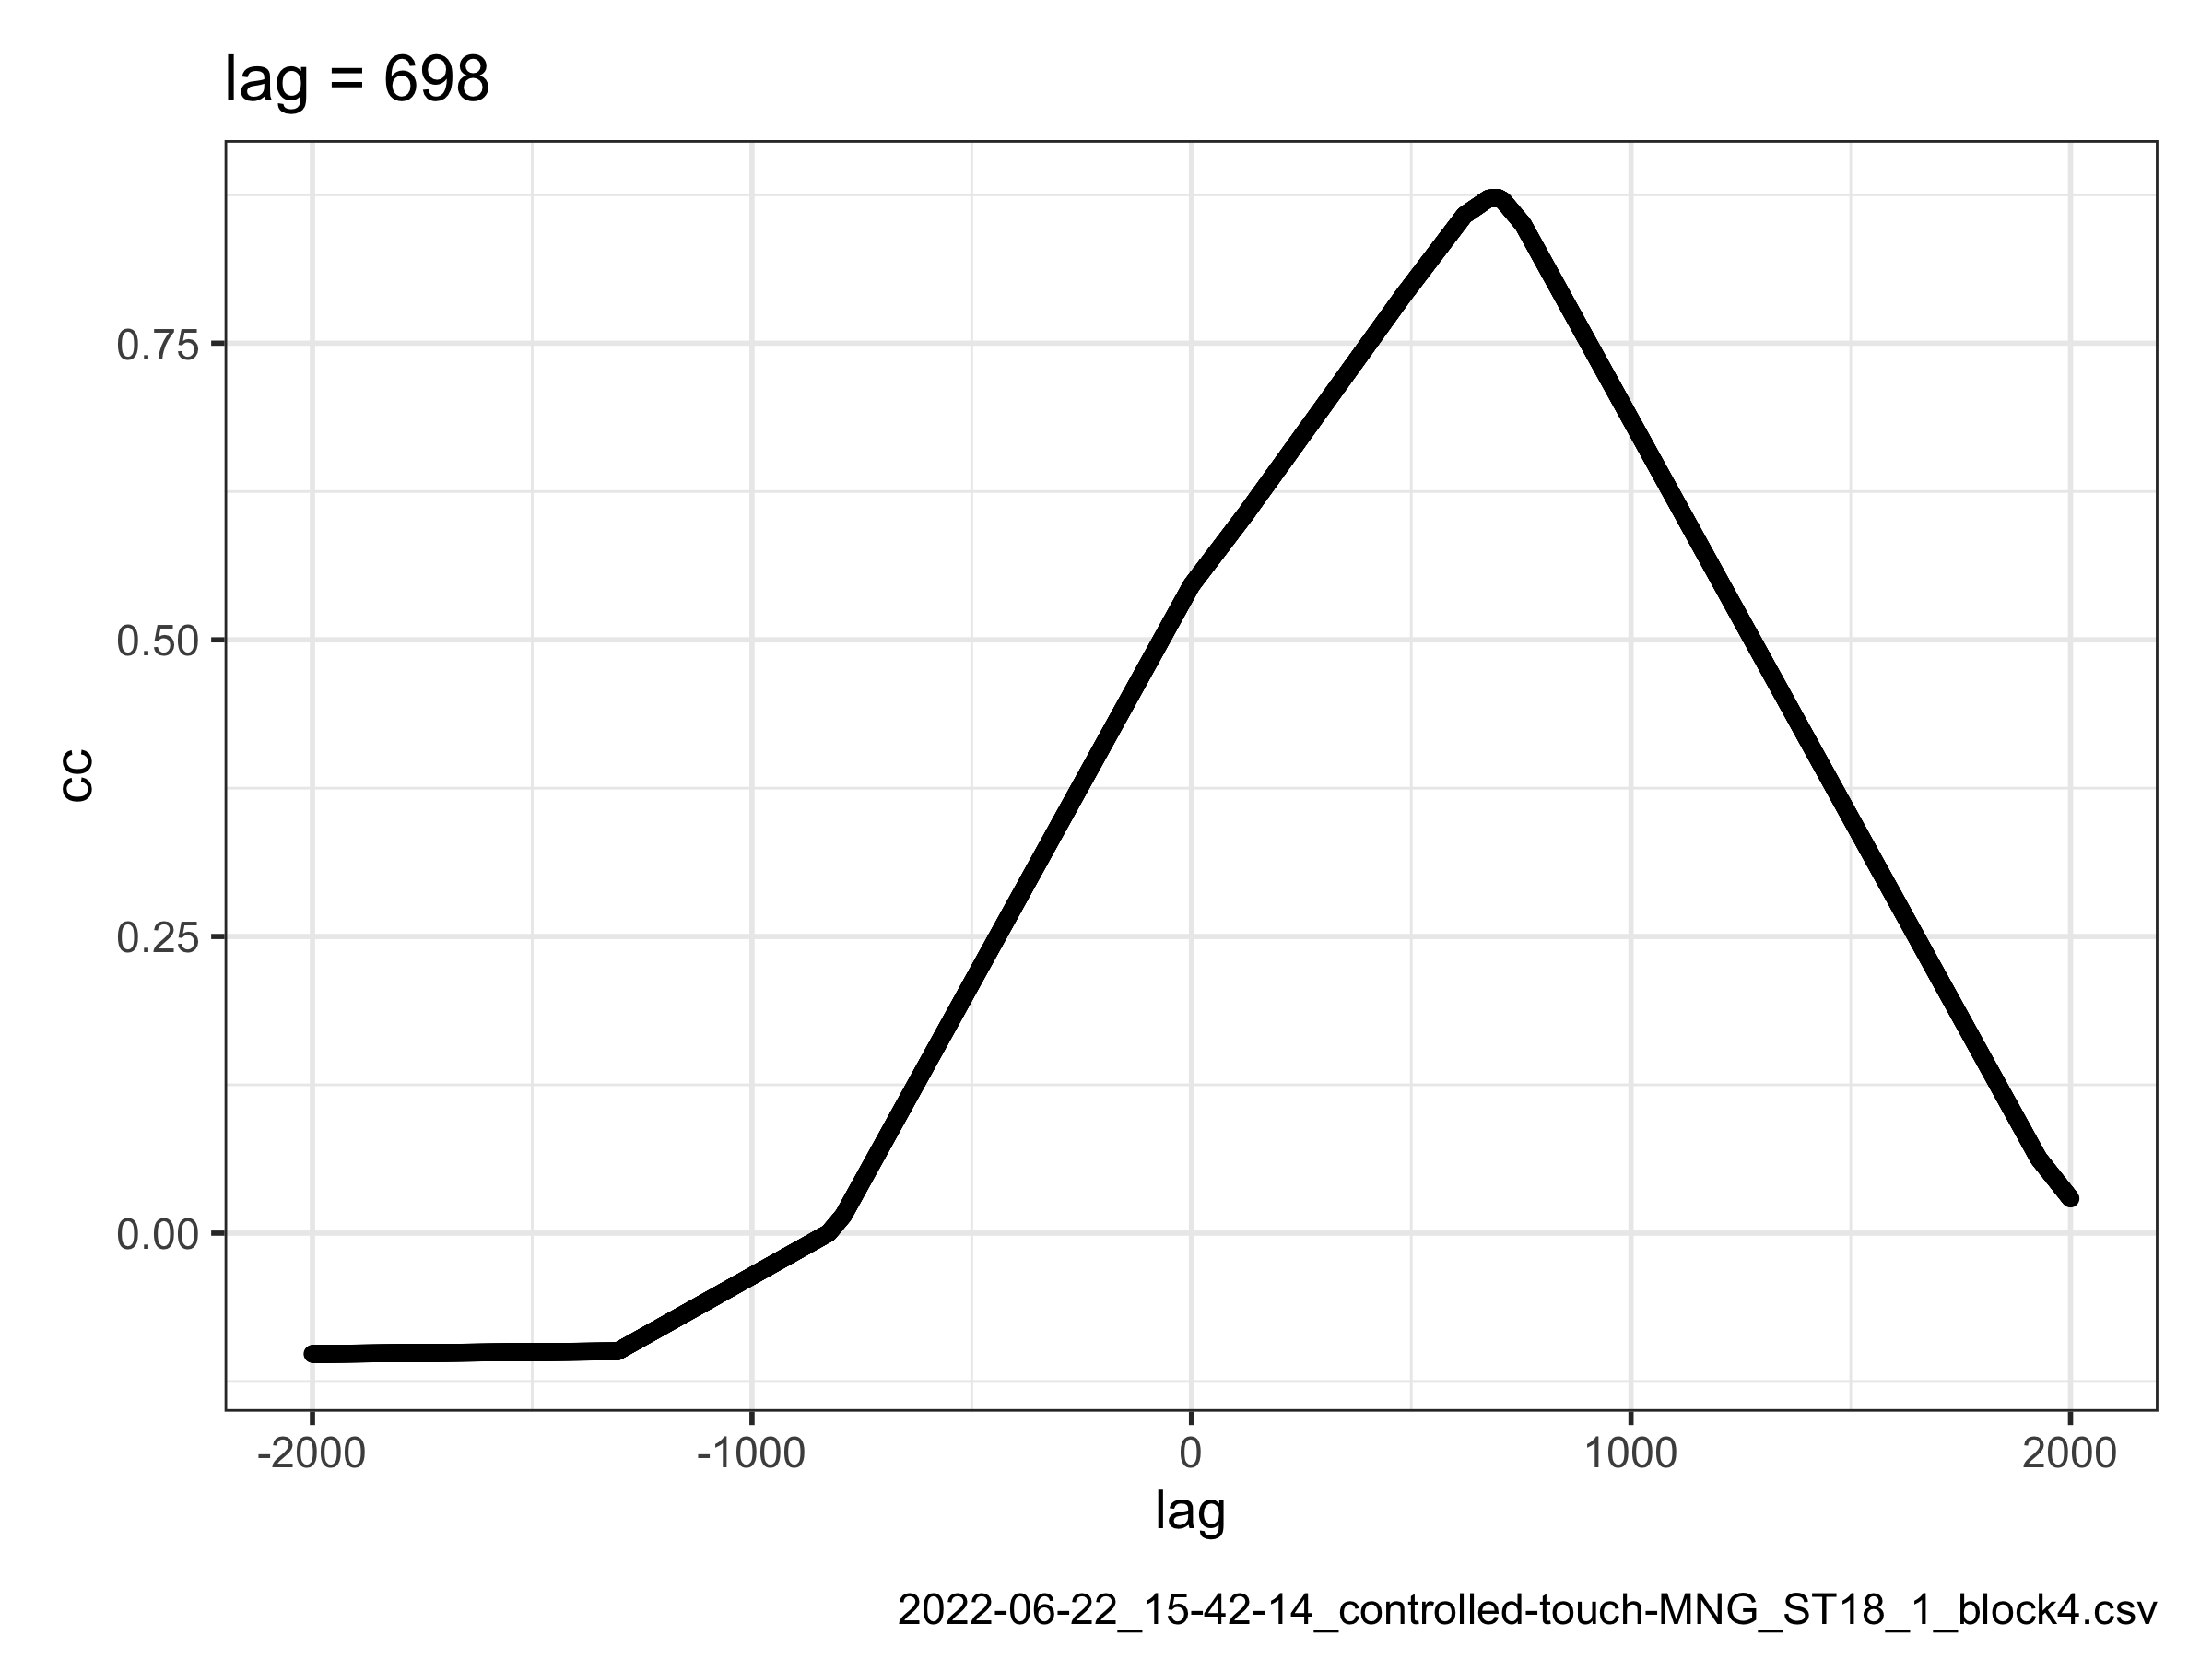 lag = 698
cc
0.75
0.50
0.25
0.00
-2000 -1000 0 1000 2000
lag
2022-06-22_15-42-14_controlled-touch-MNG_ST18_1_block4.csv